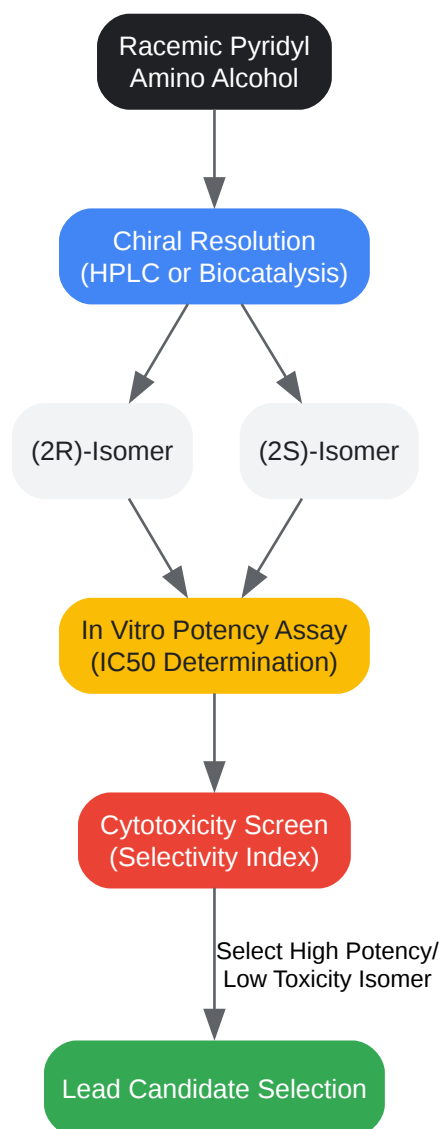 Racemic Pyridyl
Amino Alcohol
Chiral Resolution
(HPLC or Biocatalysis)
(2R)-Isomer
(2S)-Isomer
In Vitro Potency Assay
(IC50 Determination)
Cytotoxicity Screen
(Selectivity Index)
Select High Potency/
Low Toxicity Isomer
Lead Candidate Selection